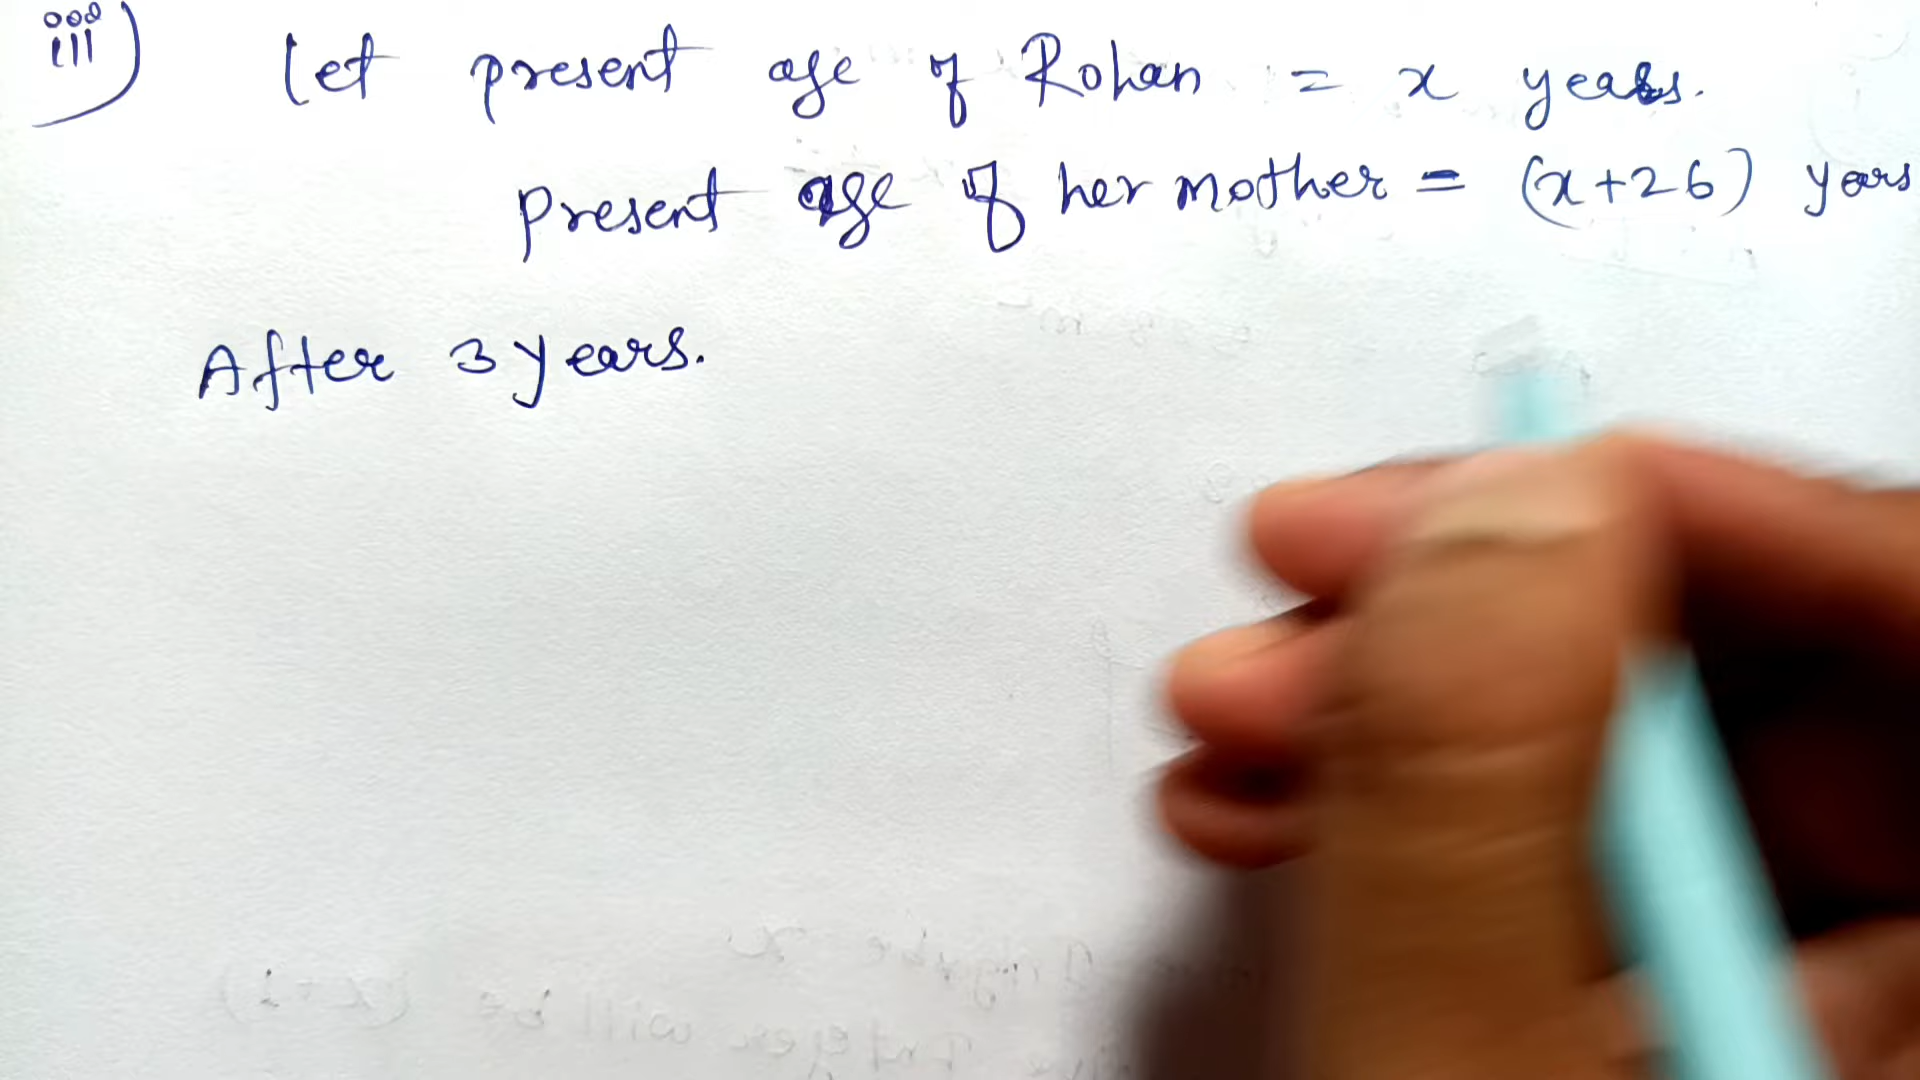 iii) Let present age of Rohan = x years.
present age of her mother = (x+26) years
After 3 years.